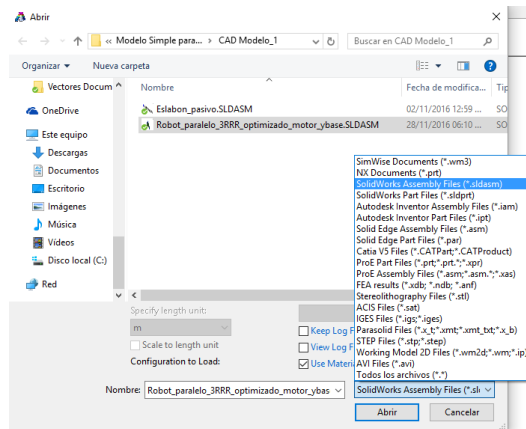 Abrir
« Modelo Simple para... > CAD Modelo_1
Buscar en CAD Modelo_1
Organizar
Nueva carpeta
Vectores Docum
OneDrive
Este equipo
Descargas
Documentos
Escritorio
Imágenes
Música
Vídeos
Disco local (C:)
Red
Nombre
Fecha de modifica...
Tip
Eslabon_pasivo.SLDASM
02/11/2016 12:59 ...
SO
Robot_paralelo_3RRR_optimizado_motor_ybase.SLDASM
28/11/2016 06:10 ...
SO
SimWise Documents (*.wm3)
NX Documents (*.prt)
SolidWorks Assembly Files (*.sldasm)
SolidWorks Part Files (*.sldprt)
Autodesk Inventor Assembly Files (*.iam)
Autodesk Inventor Part Files (*.ipt)
Solid Edge Assembly Files (*.asm)
Solid Edge Part Files (*.par)
Catia V5 Files (*.CATPart;*.CATProduct)
ProE Part Files (*.prt;*.prt.*;*.xpr)
ProE Assembly Files (*.asm;*.asm.*;*.xas)
FEA results (*.xdb; *.ndb; *.anf)
Stereolithography Files (*.stl)
ACIS Files (*.sat)
IGES Files (*.igs;*.iges)
Parasolid Files (*.x_t;*.xmt;*.xmt_txt;*.x_b)
STEP Files (*.stp;*.step)
Working Model 2D Files (*.wm2d;*.wm;*.ip)
AVI Files (*.avi)
Todos los archivos (*.*)
Specify length unit:
m
Scale to length unit
Configuration to Load:
Keep Log F
View Log F
Use Materi
Nombre:
Robot_paralelo_3RRR_optimizado_motor_ybas
SolidWorks Assembly Files (*.slc
Abrir
Cancelar